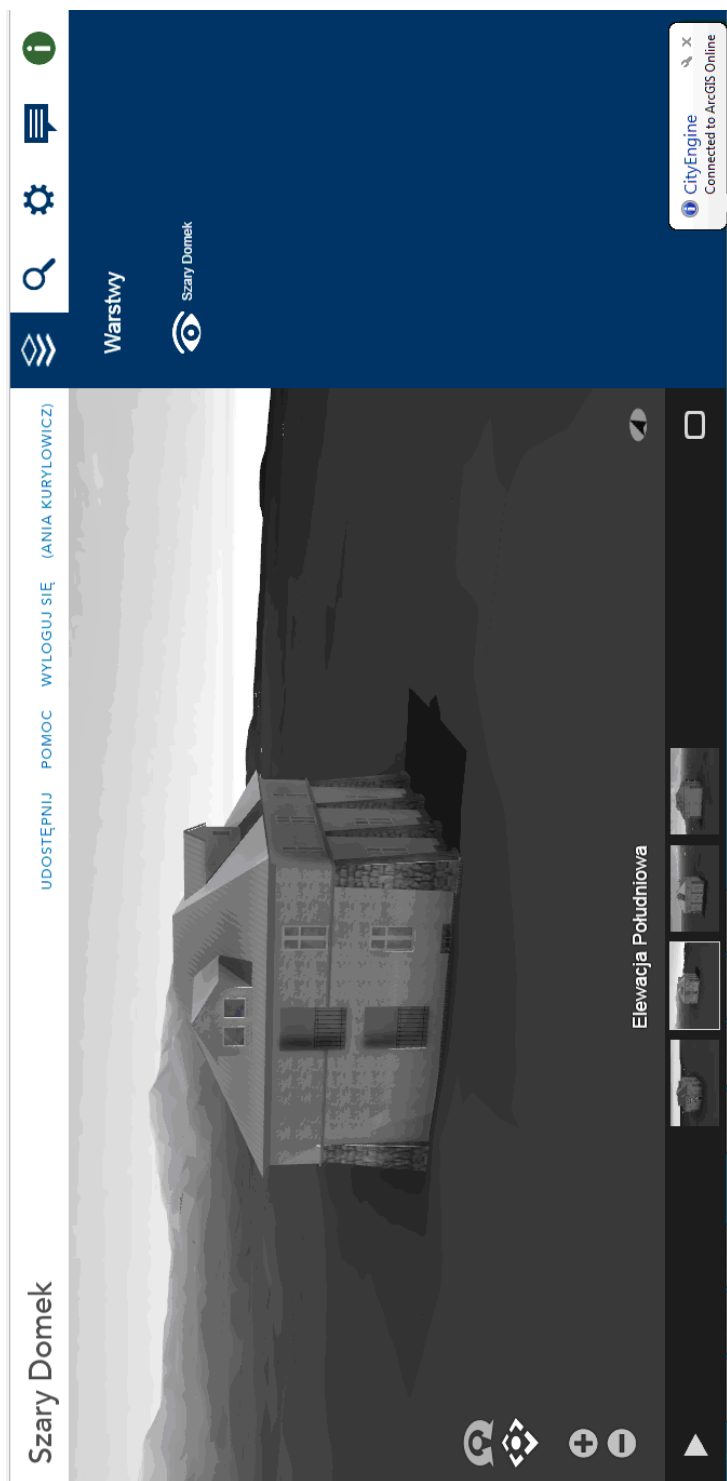 Szary Domek
UDOSTĘPNIJ POMOC WYLOGUJ SIĘ (ANIA KURYLOWICZ)
Warstwy
Szary Domek
Elewacja Południowa
CityEngine
Connected to ArcGIS Online